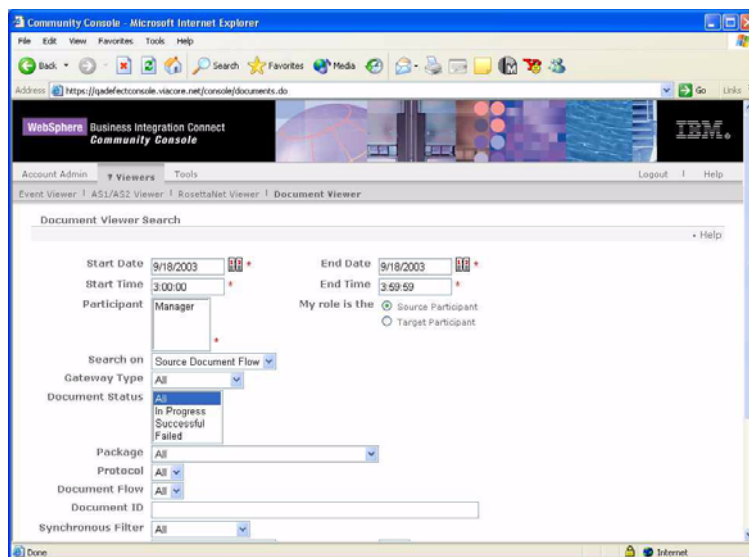 Community Console - Microsoft Internet Explorer
File Edit View Favorites Tools Help
Back Search Favorites Media
Address https://qadefectconsole.viacore.net/console/documents.do Go Links
WebSphere Business Integration Connect
Community Console
IBM.
Account Admin ? Viewers Tools Logout | Help
Event Viewer | AS1/AS2 Viewer | RosettaNet Viewer | Document Viewer
Document Viewer Search
• Help
Start Date 9/18/2003 * End Date 9/18/2003 *
Start Time 3:00:00 * End Time 3:59:59 *
Participant Manager * My role is the Source Participant
Target Participant
Search on Source Document Flow
Gateway Type All
Document Status All
In Progress
Successful
Failed
Package All
Protocol All
Document Flow All
Document ID
Synchronous Filter All
Done Internet